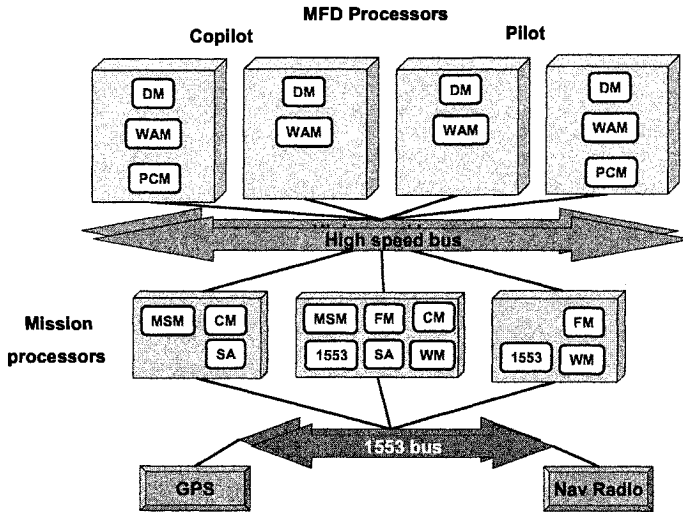 MFD Processors
Copilot
Pilot
DM
WAM
PCM
DM
WAM
DM
WAM
DM
WAM
PCM
High speed bus
Mission
processors
MSM CM
SA
MSM FM CM
1553 SA WM
FM
1553 WM
1553 bus
GPS
Nav Radio